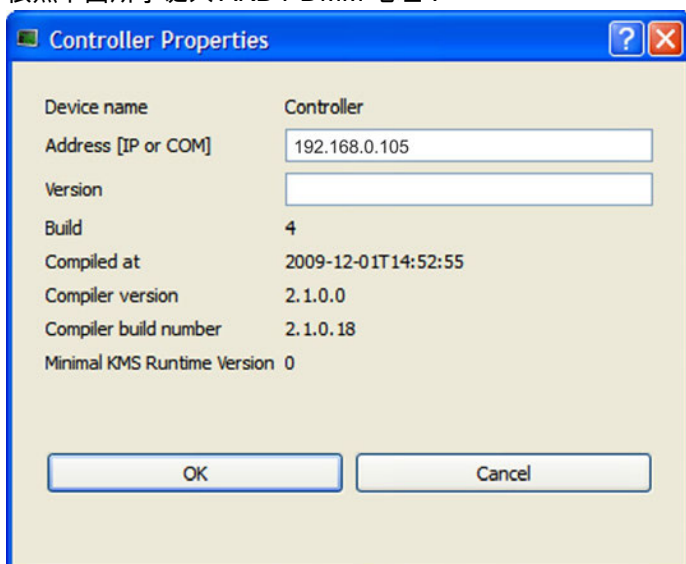 Controller Properties
Device name Controller
Address [IP or COM] 192.168.0.105
Version
Build 4
Compiled at 2009-12-01T14:52:55
Compiler version 2.1.0.0
Compiler build number 2.1.0.18
Minimal KMS Runtime Version 0
OK Cancel